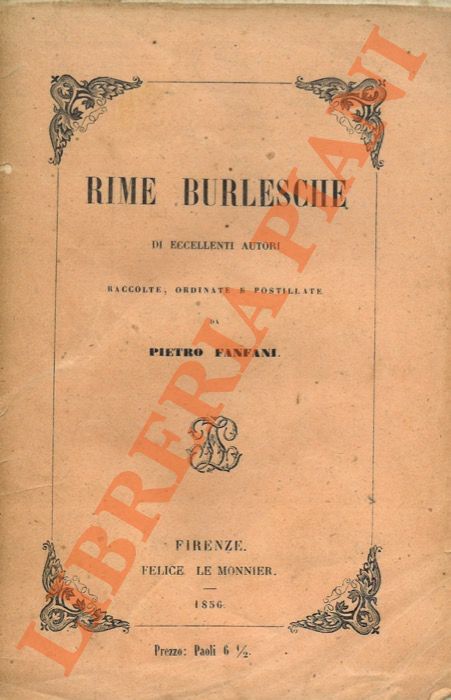 RIME BURLESCHE
DI ECCELLENTI AUTORI
RACCOLTE, ORDINATE E POSTILLATE
DA
PIETRO FANFANI.
FIRENZE.
FELICE LE MONNIER.
1856.
Prezzo: Paoli 6 ½.
LIBRERIA PIANI